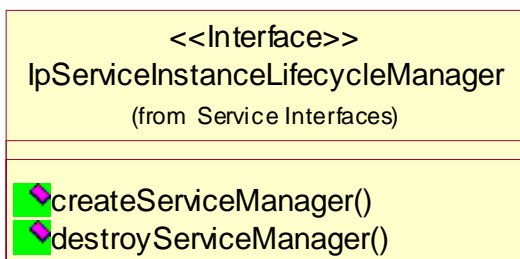 <<Interface>>
IpServiceInstanceLifecycleManager
(from Service Interfaces)
createServiceManager()
destroyServiceManager()